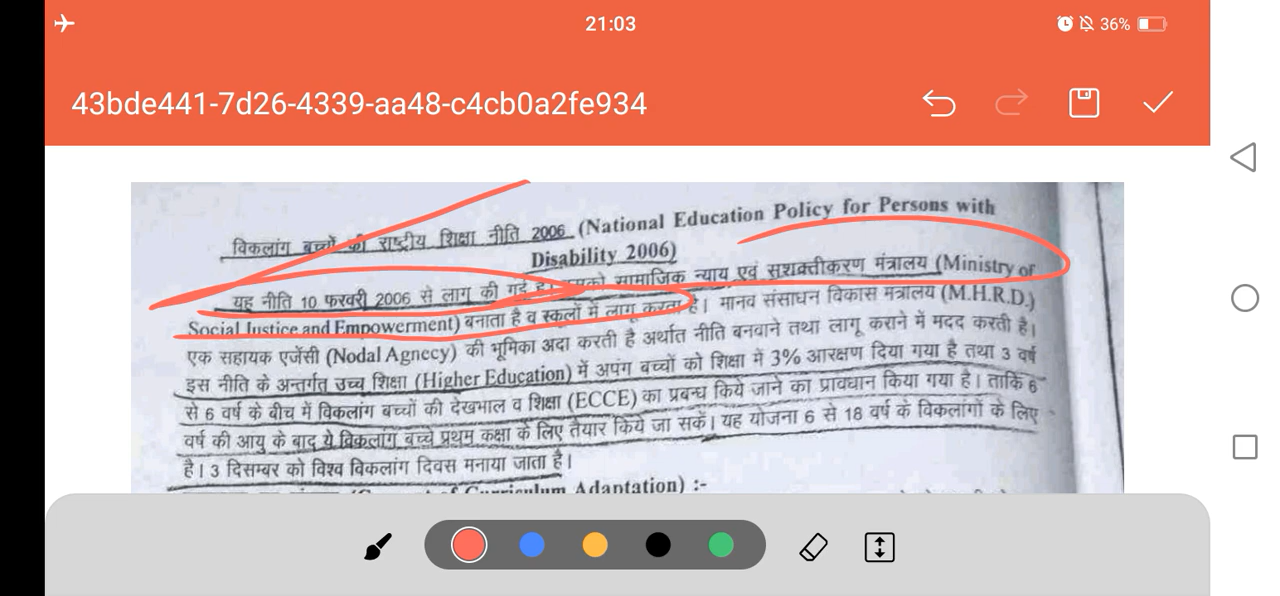 21:03
36%
43bde441-7d26-4339-aa48-c4cb0a2fe934
विकलांग बच्चों की राष्ट्रीय शिक्षा नीति 2006 (National Education Policy for Persons with
Disability 2006)
यह नीति 10 फरवरी 2006 से लागू की गई है। इसको सामाजिक न्याय एवं सशक्तीकरण मंत्रालय (Ministry of
Social Justice and Empowerment) बनाता है व स्कूलों में लागू करता है। मानव संसाधन विकास मंत्रालय (M.H.R.D.)
एक सहायक एजेंसी (Nodal Agnecy) की भूमिका अदा करती है अर्थात नीति बनवाने तथा लागू कराने में मदद करती है।
इस नीति के अन्तर्गत उच्च शिक्षा (Higher Education) में अपंग बच्चों को शिक्षा में 3% आरक्षण दिया गया है तथा 3 वर्ष
से 6 वर्ष के बीच में विकलांग बच्चों की देखभाल व शिक्षा (ECCE) का प्रबन्ध किये जाने का प्रावधान किया गया है। ताकि 6
वर्ष की आयु के बाद ये विकलांग बच्चे प्रथम कक्षा के लिए तैयार किये जा सकें। यह योजना 6 से 18 वर्ष के विकलांगों के लिए
है। 3 दिसम्बर को विश्व विकलांग दिवस मनाया जाता है।
Curriculum Adaptation) :-